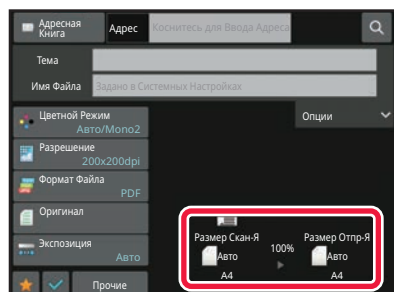 Адресная
Книга
Адрес
Коснитесь для Ввода Адреса
Тема
Имя Файла
Задано в Системных Настройках
Цветной Режим
Авто/Mono2
Опции
Разрешение
200x200dpi
Формат Файла
PDF
Оригинал
Экспозиция
Авто
Размер Скан-Я
100%
Размер Отпр-Я
Авто
Авто
A4
A4
Прочие